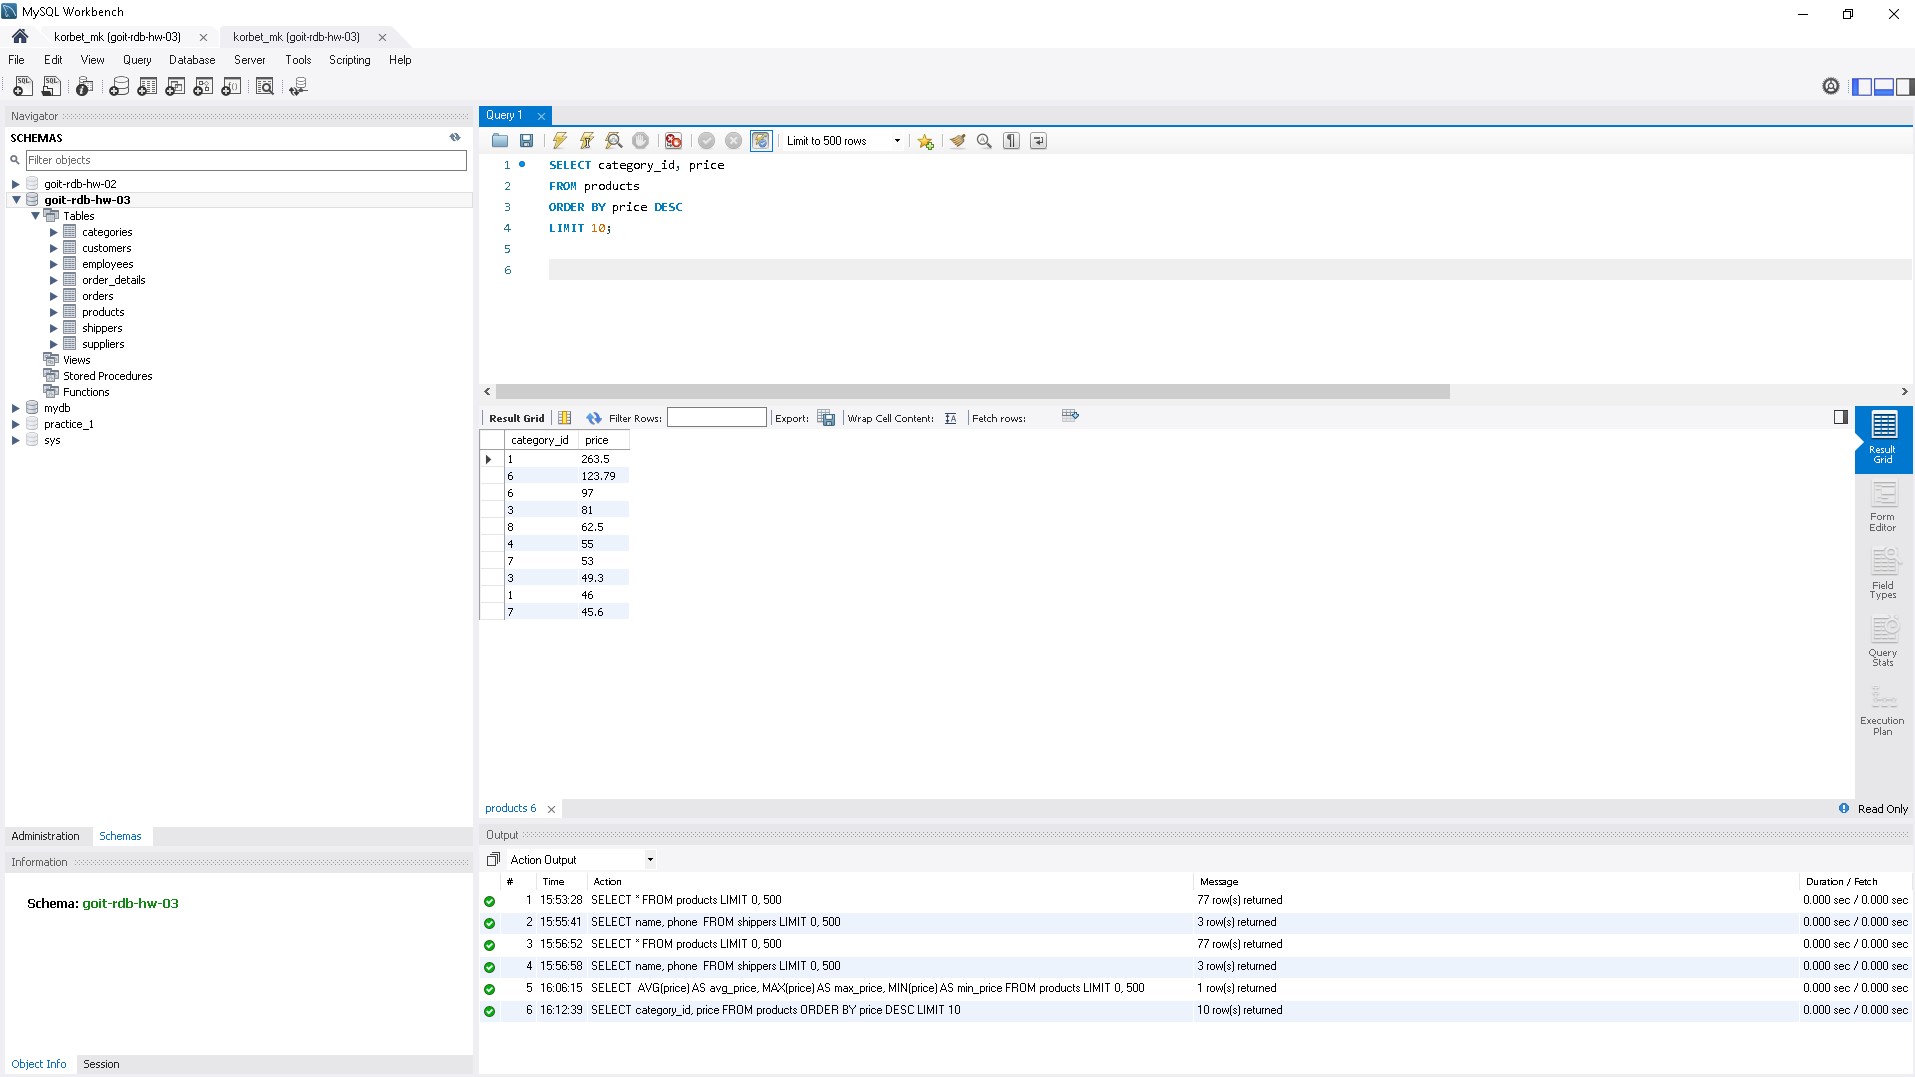 MySQL Workbench
korbet_mk (goit-rdb-hw-03)
korbet_mk (goit-rdb-hw-03)
File Edit View Query Database Server Tools Scripting Help
Navigator
SCHEMAS
Filter objects
goit-rdb-hw-02
goit-rdb-hw-03
Tables
categories
customers
employees
order_details
orders
products
shippers
suppliers
Views
Stored Procedures
Functions
mydb
practice_1
sys
Administration Schemas
Information
Schema: goit-rdb-hw-03
Object Info Session
Query 1
Limit to 500 rows
1 SELECT category_id, price
2 FROM products
3 ORDER BY price DESC
4 LIMIT 10;
5
6
Result Grid Filter Rows: Export: Wrap Cell Content: Fetch rows:
category_id price
1 263.5
6 123.79
6 97
3 81
8 62.5
4 55
7 53
3 49.3
1 46
7 45.6
Result
Grid
Form
Editor
Field
Types
Query
Stats
Execution
Plan
products 6
Read Only
Output
Action Output
# Time Action Message Duration / Fetch
1 15:53:28 SELECT * FROM products LIMIT 0, 500 77 row(s) returned 0.000 sec / 0.000 sec
2 15:55:41 SELECT name, phone FROM shippers LIMIT 0, 500 3 row(s) returned 0.000 sec / 0.000 sec
3 15:56:52 SELECT * FROM products LIMIT 0, 500 77 row(s) returned 0.000 sec / 0.000 sec
4 15:56:58 SELECT name, phone FROM shippers LIMIT 0, 500 3 row(s) returned 0.000 sec / 0.000 sec
5 16:06:15 SELECT AVG(price) AS avg_price, MAX(price) AS max_price, MIN(price) AS min_price FROM products LIMIT 0, 500 1 row(s) returned 0.000 sec / 0.000 sec
6 16:12:39 SELECT category_id, price FROM products ORDER BY price DESC LIMIT 10 10 row(s) returned 0.000 sec / 0.000 sec